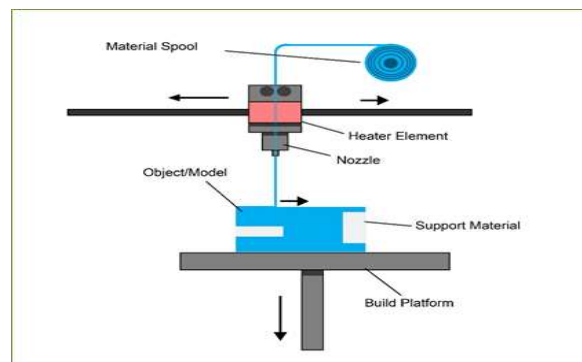 Material Spool
Heater Element
Nozzle
Object/Model
Support Material
Build Platform